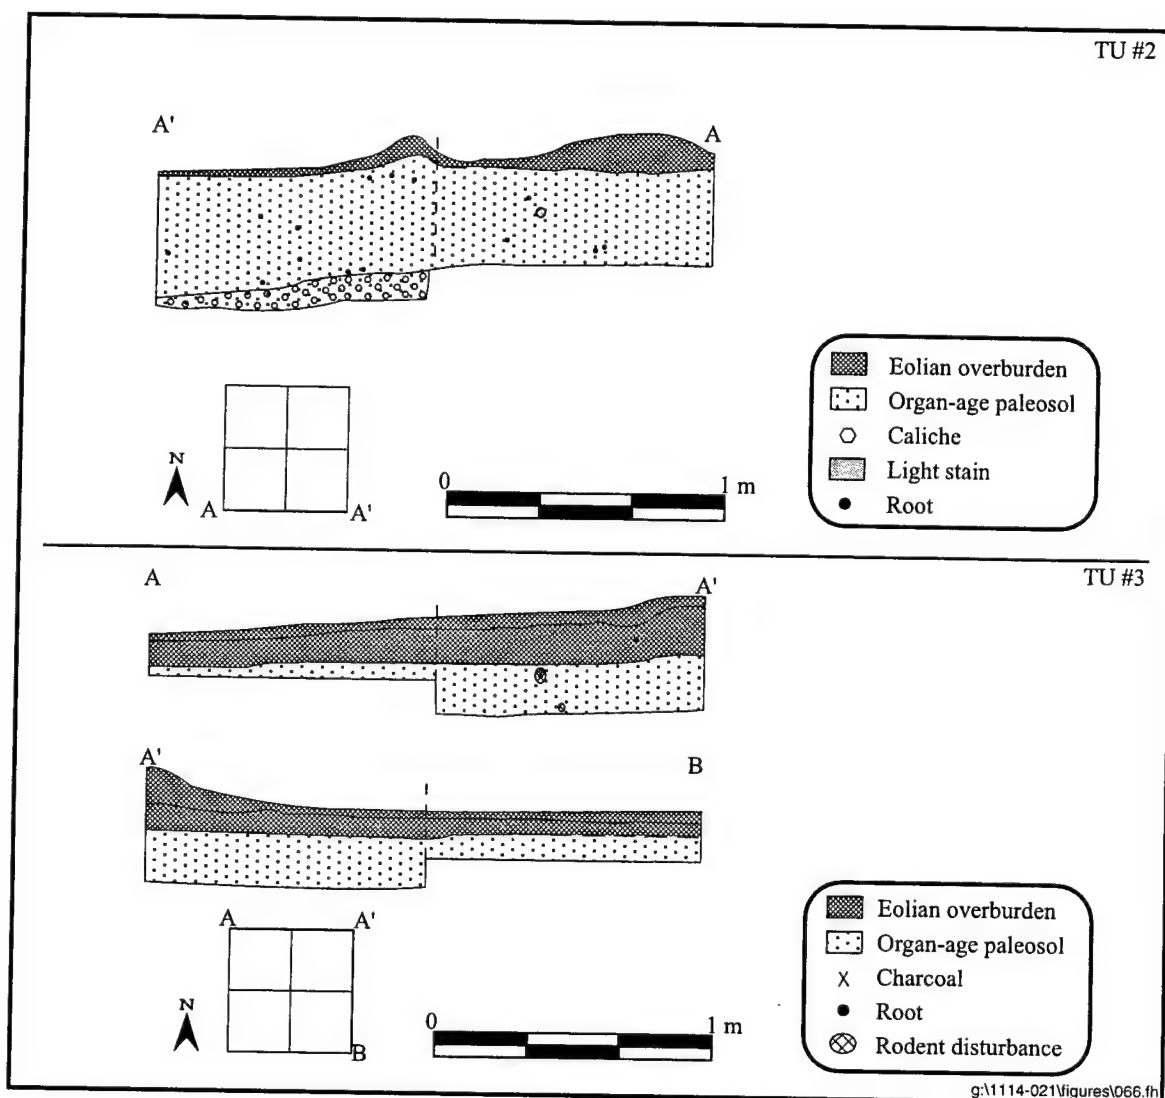 TU #2
A'
A
Eolian overburden
Organ-age paleosol
Caliche
Light stain
Root
N
A
A'
0
1 m
TU #3
A
A'
A'
B
A
A'
N
B
0
1 m
Eolian overburden
Organ-age paleosol
X Charcoal
Root
Rodent disturbance
g:\1114-021\figures\066.fh